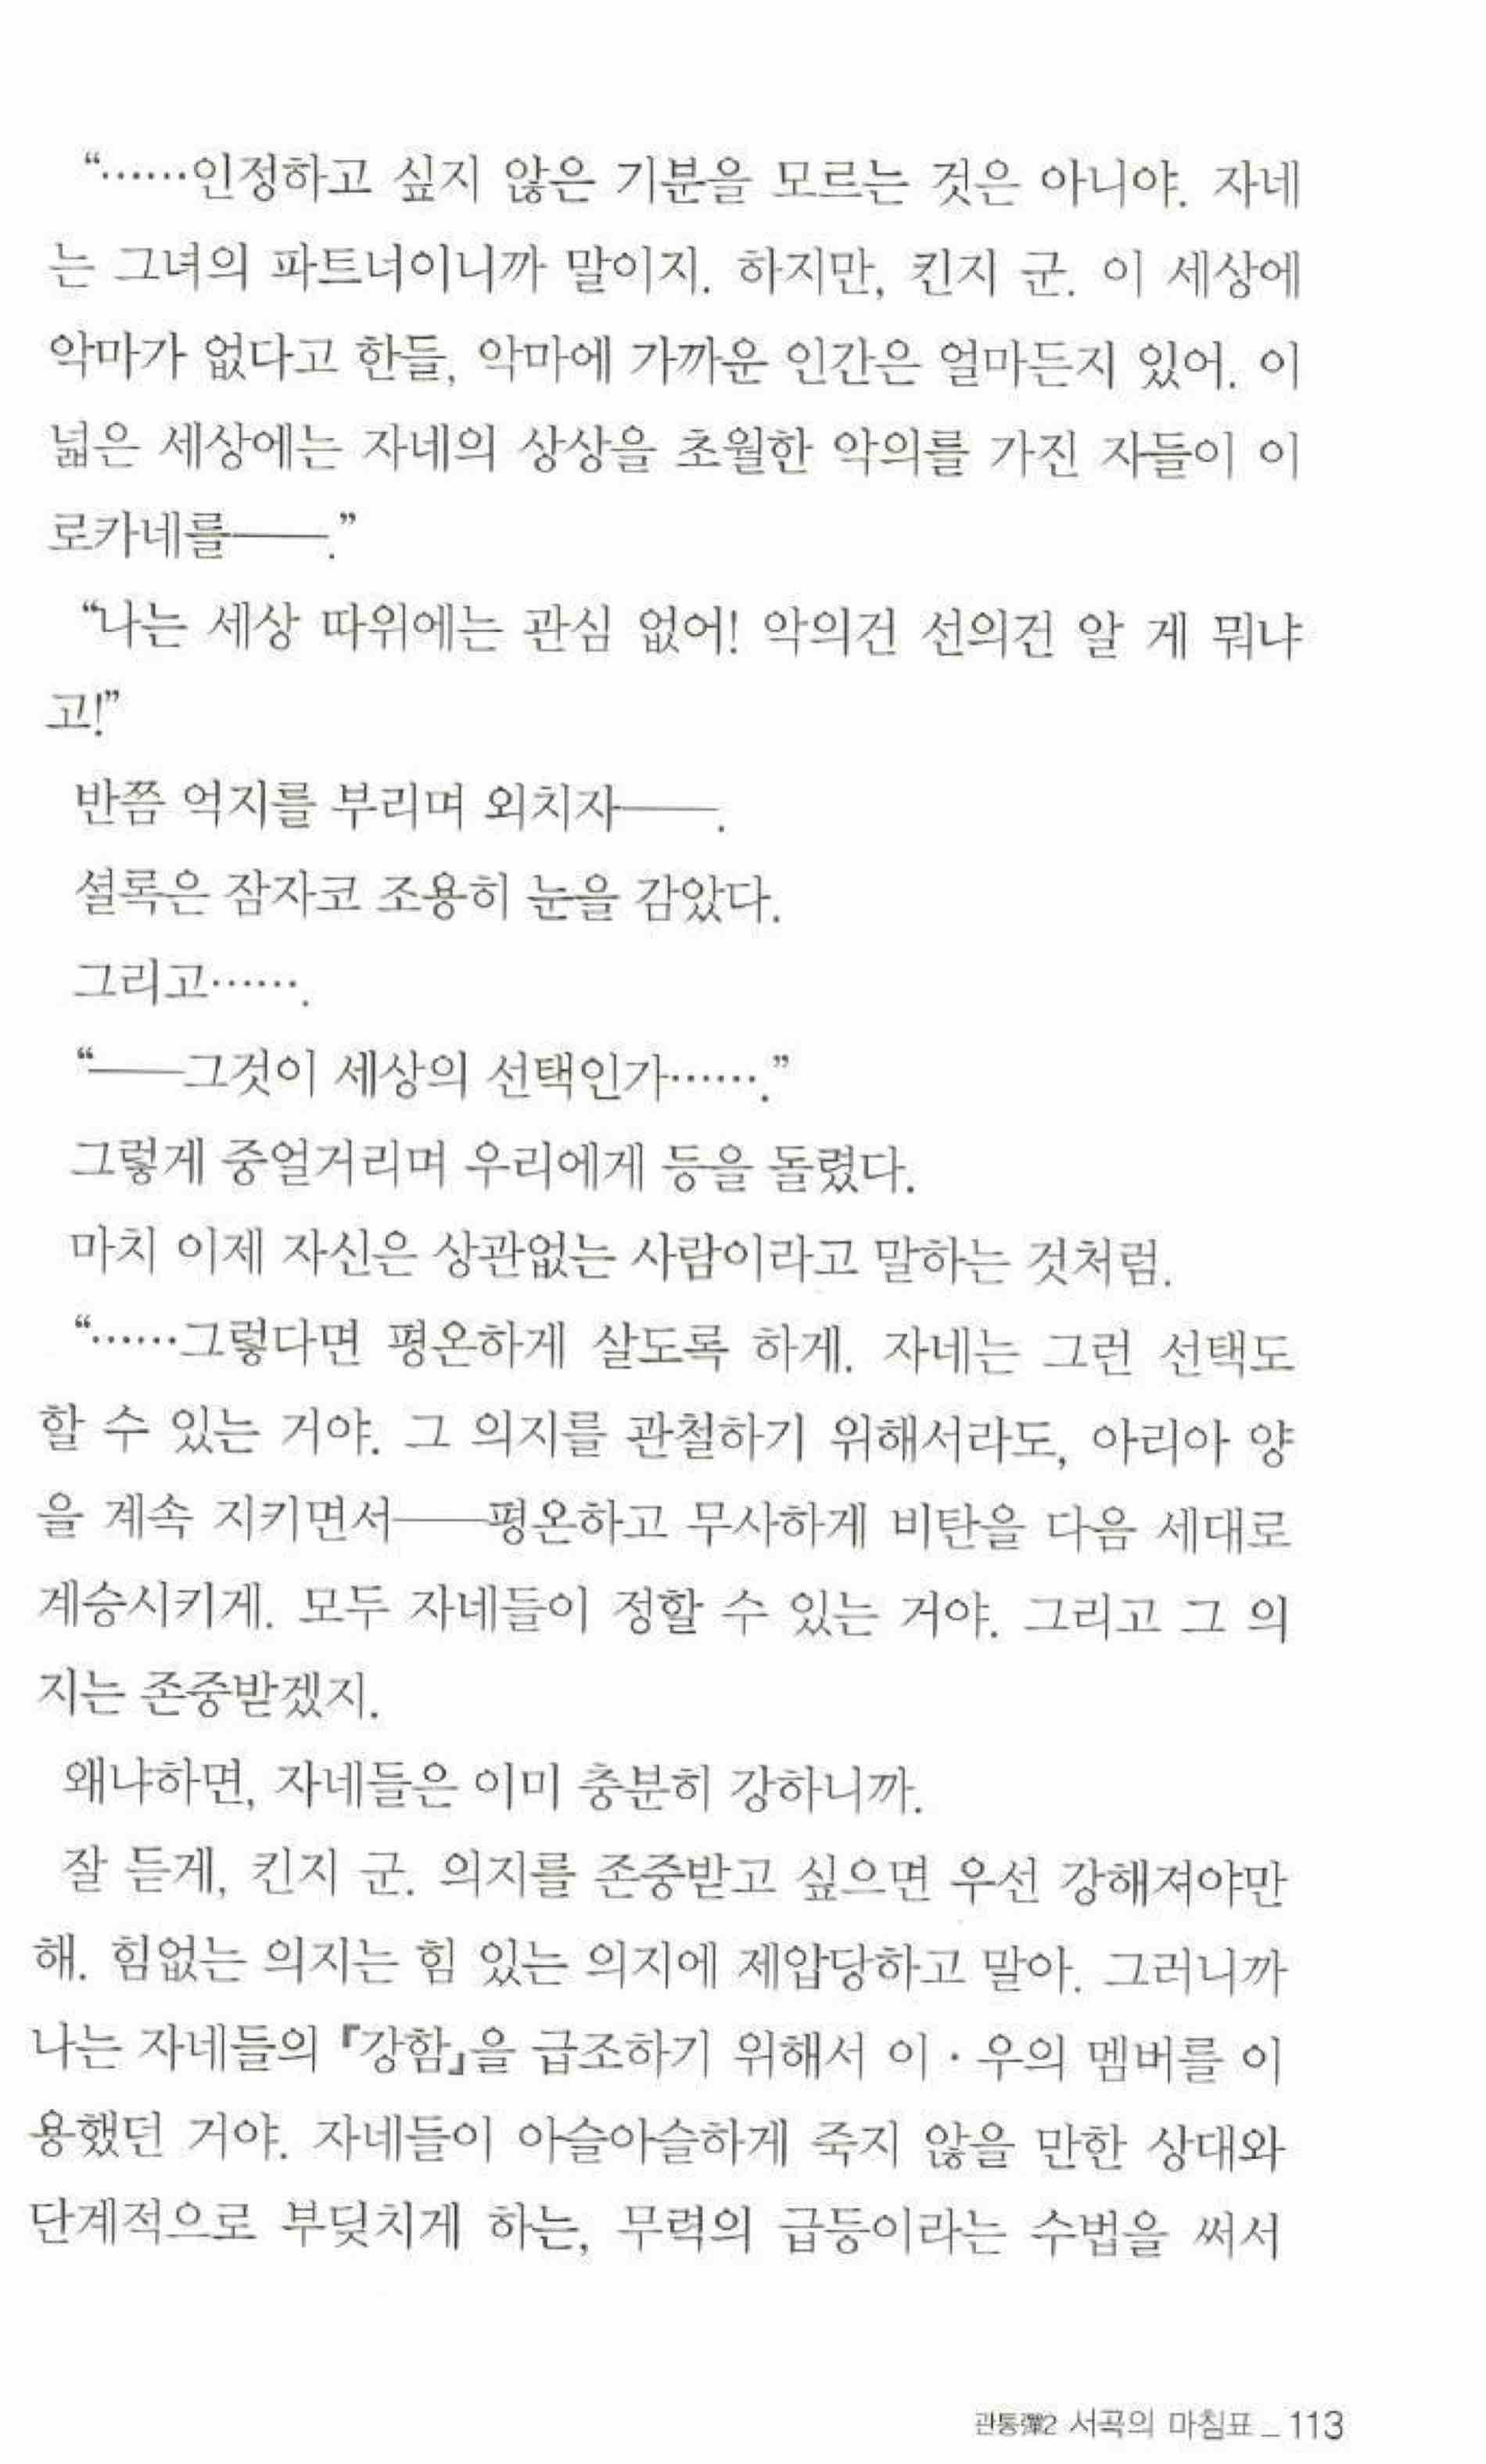 “……인정하고 싶지 않은 기분을 모르는 것은 아니야. 자네
는 그녀의 파트너이니까 말이지. 하지만, 킨지 군. 이 세상에
악마가 없다고 한들, 악마에 가까운 인간은 얼마든지 있어. 이
넓은 세상에는 자네의 상상을 초월한 악의를 가진 자들이 이
로카네를――.”
“나는 세상 따위에는 관심 없어! 악의건 선의건 알 게 뭐냐
고!”
반쯤 억지를 부리며 외치자――.
셜록은 잠자코 조용히 눈을 감았다.
그리고…….
“――그것이 세상의 선택인가…….”
그렇게 중얼거리며 우리에게 등을 돌렸다.
마치 이제 자신은 상관없는 사람이라고 말하는 것처럼.
“……그렇다면 평온하게 살도록 하게. 자네는 그런 선택도
할 수 있는 거야. 그 의지를 관철하기 위해서라도, 아리아 양
을 계속 지키면서――평온하고 무사하게 비탄을 다음 세대로
계승시키게. 모두 자네들이 정할 수 있는 거야. 그리고 그 의
지는 존중받겠지.
왜냐하면, 자네들은 이미 충분히 강하니까.
잘 듣게, 킨지 군. 의지를 존중받고 싶으면 우선 강해져야만
해. 힘없는 의지는 힘 있는 의지에 제압당하고 말아. 그러니까
나는 자네들의 『강함』을 급조하기 위해서 이·우의 멤버를 이
용했던 거야. 자네들이 아슬아슬하게 죽지 않을 만한 상대와
단계적으로 부딪치게 하는, 무력의 급등이라는 수법을 써서
관통彈2 서곡의 마침표 _ 113